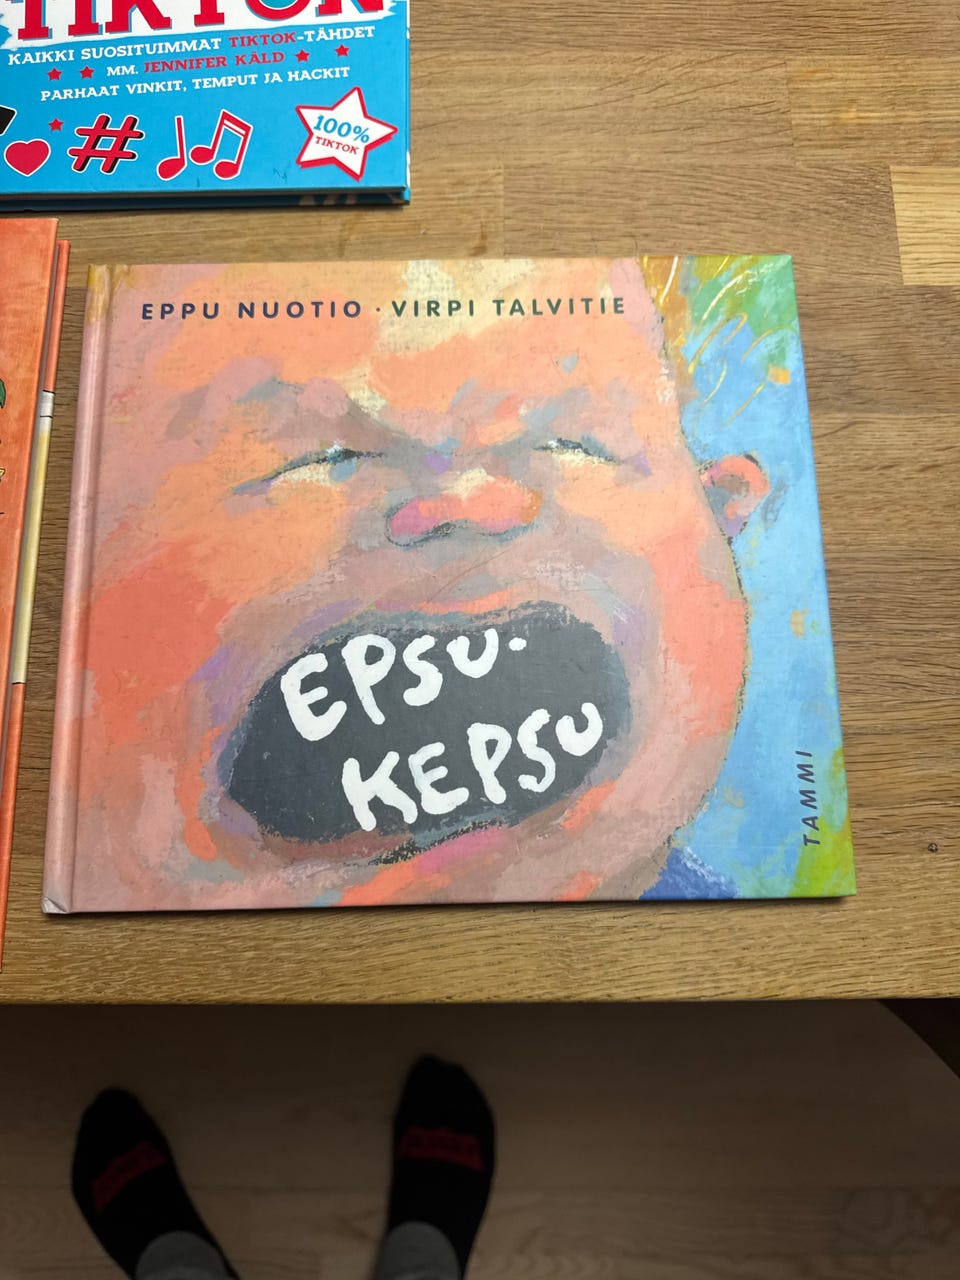 TIKTOK
KAIKKI SUOSITUIMMAT TIKTOK-TÄHDET
MM. JENNIFER KÄLD
PARHAAT VINKIT, TEMPUT JA HACKIT
#
100%
TIKTOK
EPPU NUOTIO · VIRPI TALVITIE
EPSU-
KEPSU
TAMMI